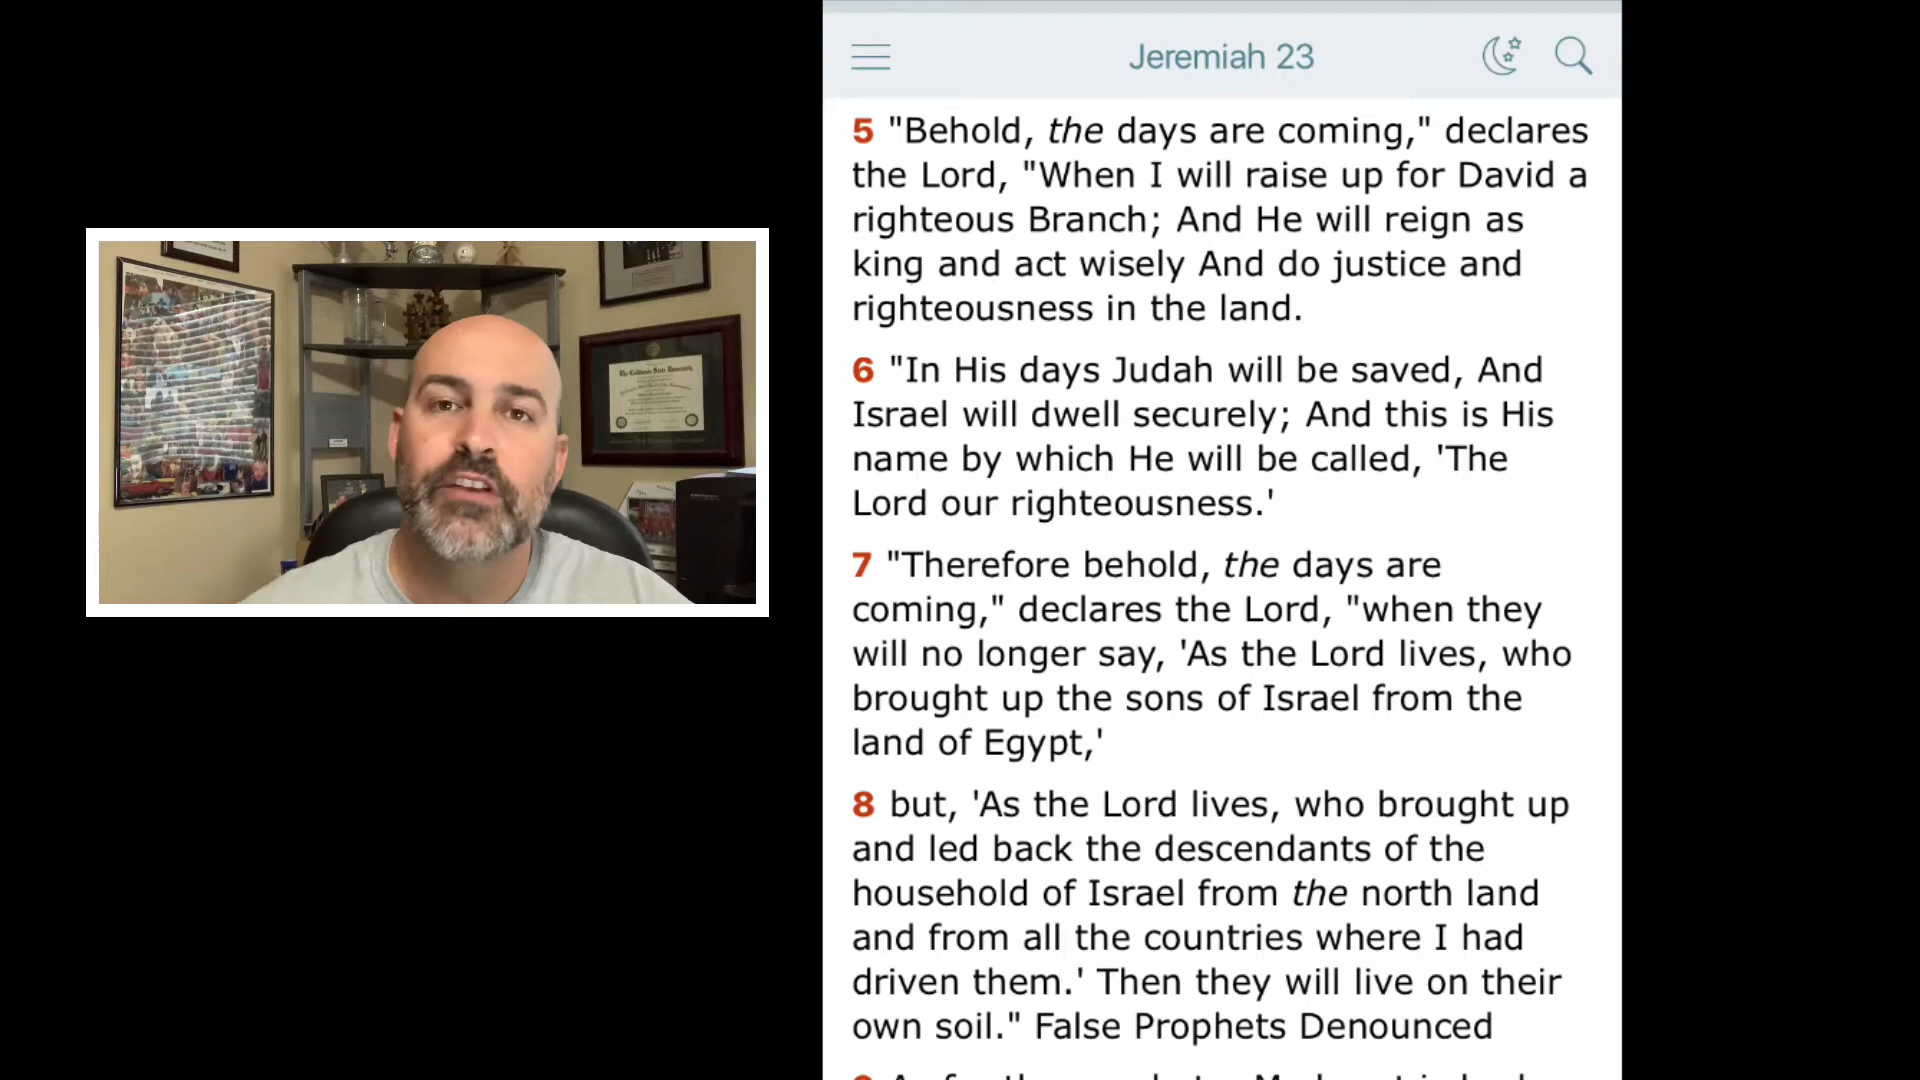 Jeremiah 23
5 "Behold, the days are coming," declares
the Lord, "When I will raise up for David a
righteous Branch; And He will reign as
king and act wisely And do justice and
righteousness in the land.
6 "In His days Judah will be saved, And
Israel will dwell securely; And this is His
name by which He will be called, 'The
Lord our righteousness.'
7 "Therefore behold, the days are
coming," declares the Lord, "when they
will no longer say, 'As the Lord lives, who
brought up the sons of Israel from the
land of Egypt,'
8 but, 'As the Lord lives, who brought up
and led back the descendants of the
household of Israel from the north land
and from all the countries where I had
driven them.' Then they will live on their
own soil." False Prophets Denounced